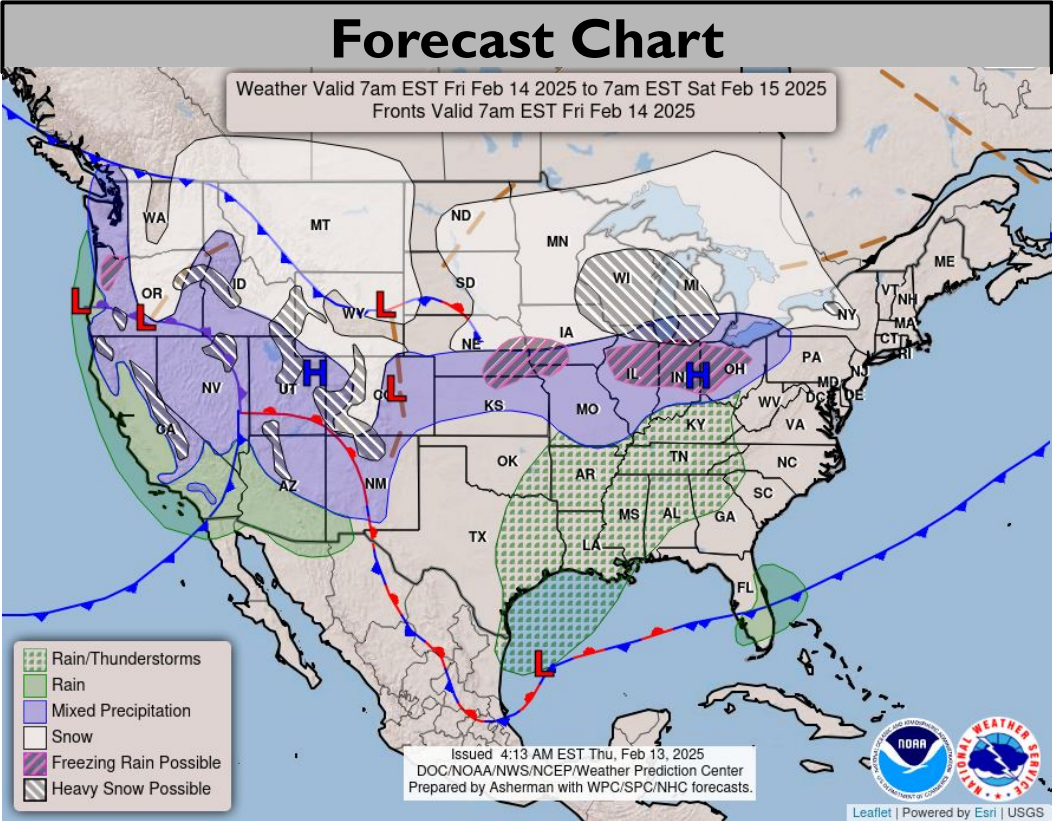 Forecast Chart
Weather Valid 7am EST Fri Feb 14 2025 to 7am EST Sat Feb 15 2025
Fronts Valid 7am EST Fri Feb 14 2025
WA
MT
ND
MN
ME
OR
ID
SD
WI
MI
VT
NH
L
L
WY
L
NY
MA
NE
IA
CT
RI
PA
NV
UT
H
CO
L
IL
IN
H
OH
NJ
MD
DC
DE
WV
CA
KS
MO
KY
VA
AZ
NM
OK
AR
TN
NC
SC
TX
MS
AL
GA
LA
FL
L
Rain/Thunderstorms
Rain
Mixed Precipitation
Snow
Freezing Rain Possible
Heavy Snow Possible
Issued 4:13 AM EST Thu, Feb 13, 2025
DOC/NOAA/NWS/NCEP/Weather Prediction Center
Prepared by Asherman with WPC/SPC/NHC forecasts.
NOAA
NATIONAL WEATHER SERVICE
Leaflet | Powered by Esri | USGS